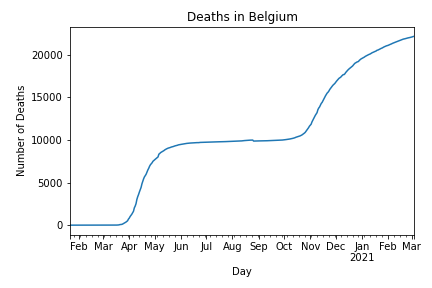 Deaths in Belgium
Number of Deaths
20000
15000
10000
5000
0
Feb Mar Apr May Jun Jul Aug Sep Oct Nov Dec Jan Feb Mar
2021
Day